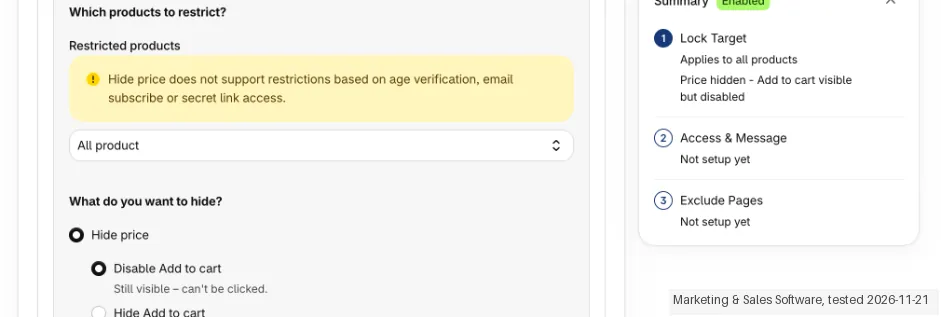 Which products to restrict?
Restricted products
Hide price does not support restrictions based on age verification, email
subscribe or secret link access.
All product
What do you want to hide?
Hide price
Disable Add to cart
Still visible – can't be clicked.
Hide Add to cart
Summary Enabled
1 Lock Target
Applies to all products
Price hidden - Add to cart visible
but disabled
2 Access & Message
Not setup yet
3 Exclude Pages
Not setup yet
Marketing & Sales Software, tested 2026-11-21